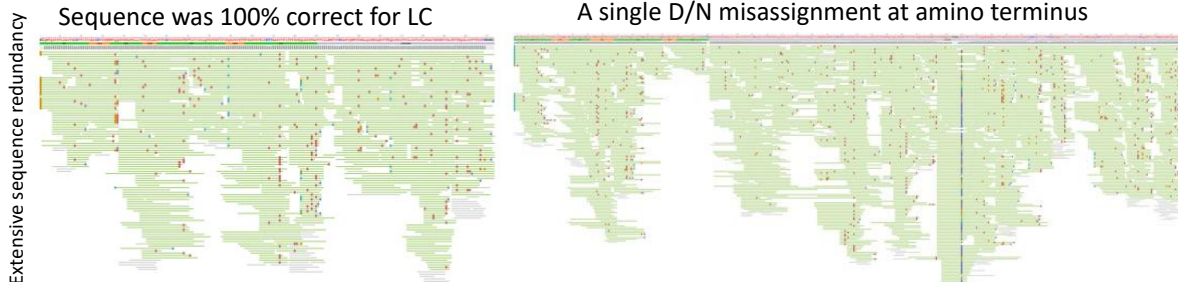 Sequence was 100% correct for LC
A single D/N misassignment at amino terminus
Extensive sequence redundancy